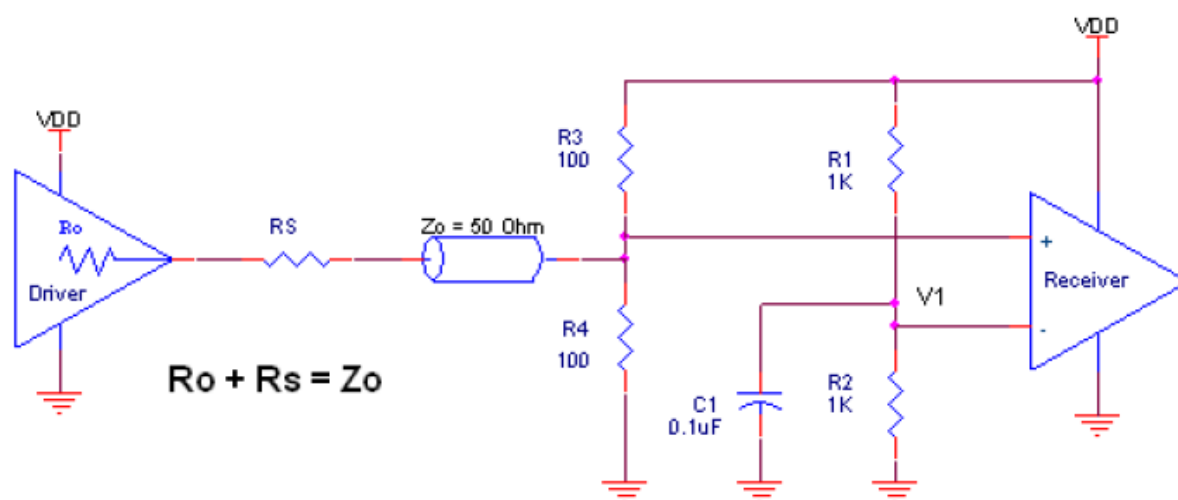 VDD
VDD
R3
100
R1
1K
Ro
RS
Zo = 50 Ohm
+
Driver
Receiver
V1
-
R4
100
Ro + Rs = Zo
R2
1K
C1
0.1uF